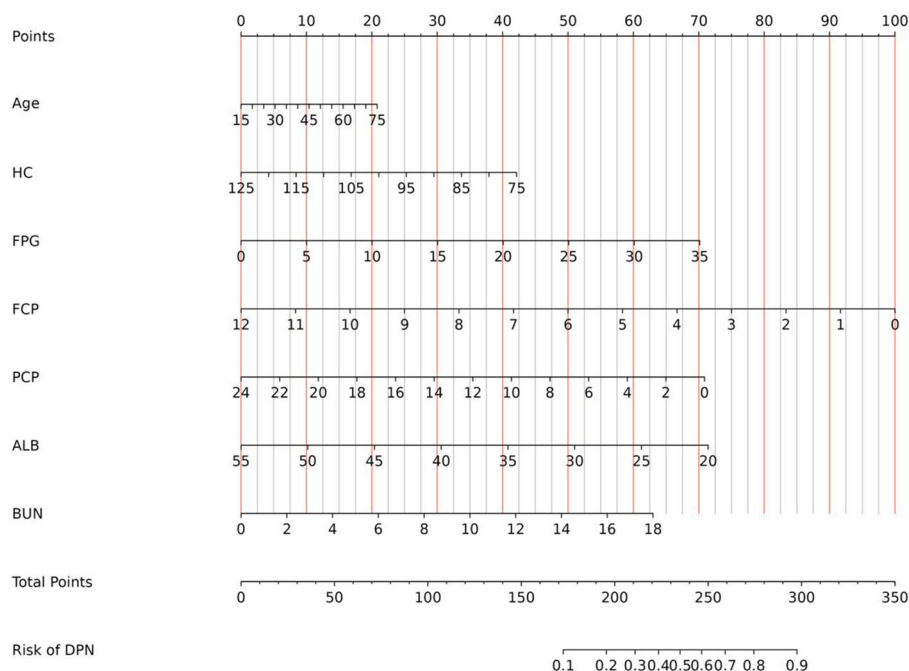 Points 0 10 20 30 40 50 60 70 80 90 100
Age
15 30 45 60 75
HC
125 115 105 95 85 75
FPG
0 5 10 15 20 25 30 35
FCP
12 11 10 9 8 7 6 5 4 3 2 1 0
PCP
24 22 20 18 16 14 12 10 8 6 4 2 0
ALB
55 50 45 40 35 30 25 20
BUN
0 2 4 6 8 10 12 14 16 18
Total Points
0 50 100 150 200 250 300 350
Risk of DPN
0.1 0.2 0.3 0.4 0.5 0.6 0.7 0.8 0.9